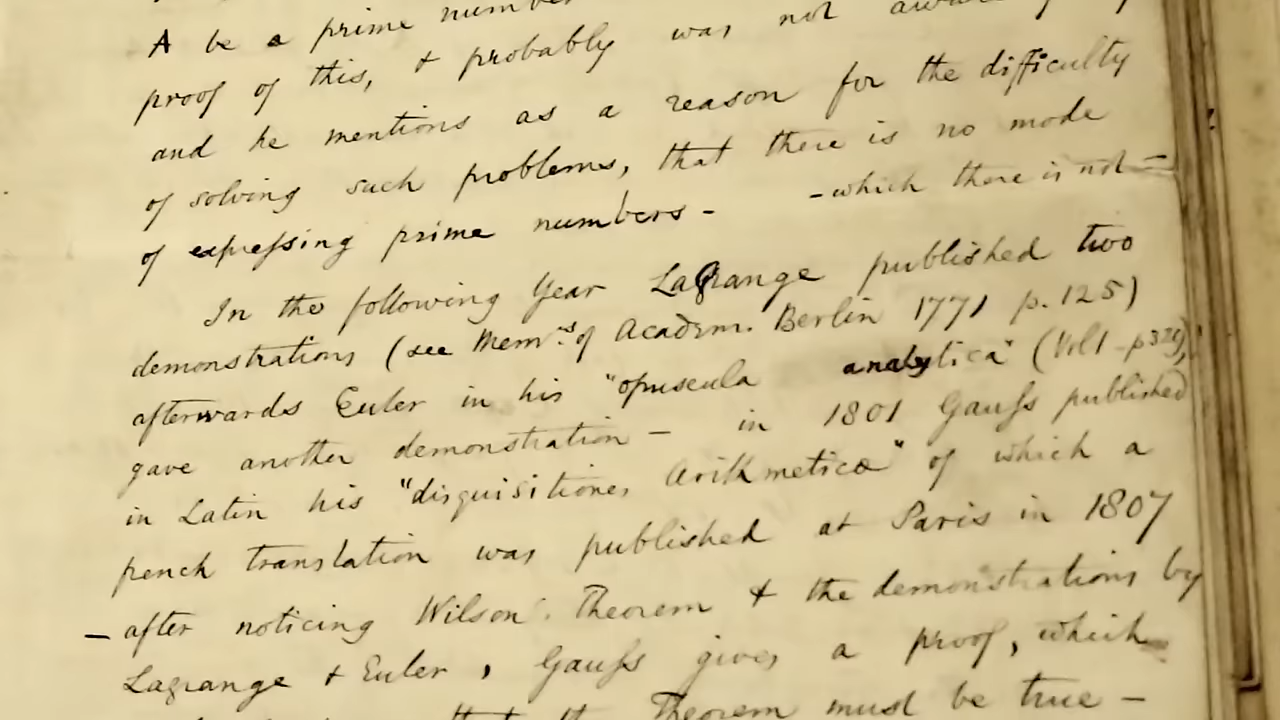 A be a prime number
proof of this, & probably was not
and he mentions as a reason for the difficulty
of solving such problems, that there is no mode
of expreſsing prime numbers - -which there is not-
In the following Year Lagrange published two
demonstrations (see Mem.rs of Academ. Berlin 1771 p. 125)
afterwards Euler in his "opuscula analytica" (Vol 1 - p 329),
gave another demonstration - in 1801 Gauſs published
in Latin his "disquisitiones Arithmetica" of which a
french translation was published at Paris in 1807
- after noticing Wilson's Theorem & the demonstrations by
Lagrange & Euler, Gauſs gives a proof, which
that the Theorem must be true -